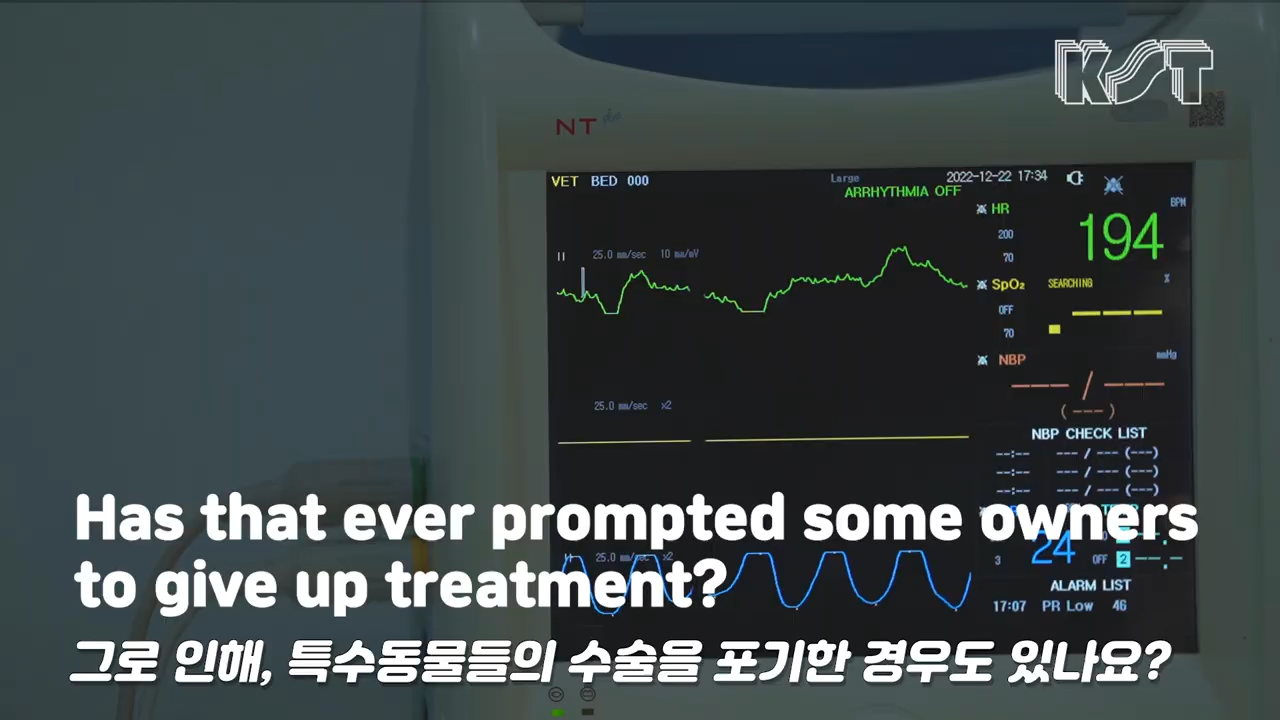 KST
NT
VET BED 000
Large
2022-12-22 17:34
ARRHYTHMIA OFF
HR
BPM
200
70
194
II 25.0 mm/sec 10 mm/mV
SpO₂ SEARCHING %
OFF
70
NBP mmHg
--- / ---
(---)
25.0 mm/sec x2
NBP CHECK LIST
--:-- --- / --- (---)
--:-- --- / --- (---)
--:-- --- / --- (---)
Has that ever prompted some owners
to give up treatment?
25.0 mm/sec x2
3
24
OFF
2 --.-
ALARM LIST
17:07 PR Low 46
그로 인해, 특수동물들의 수술을 포기한 경우도 있나요?